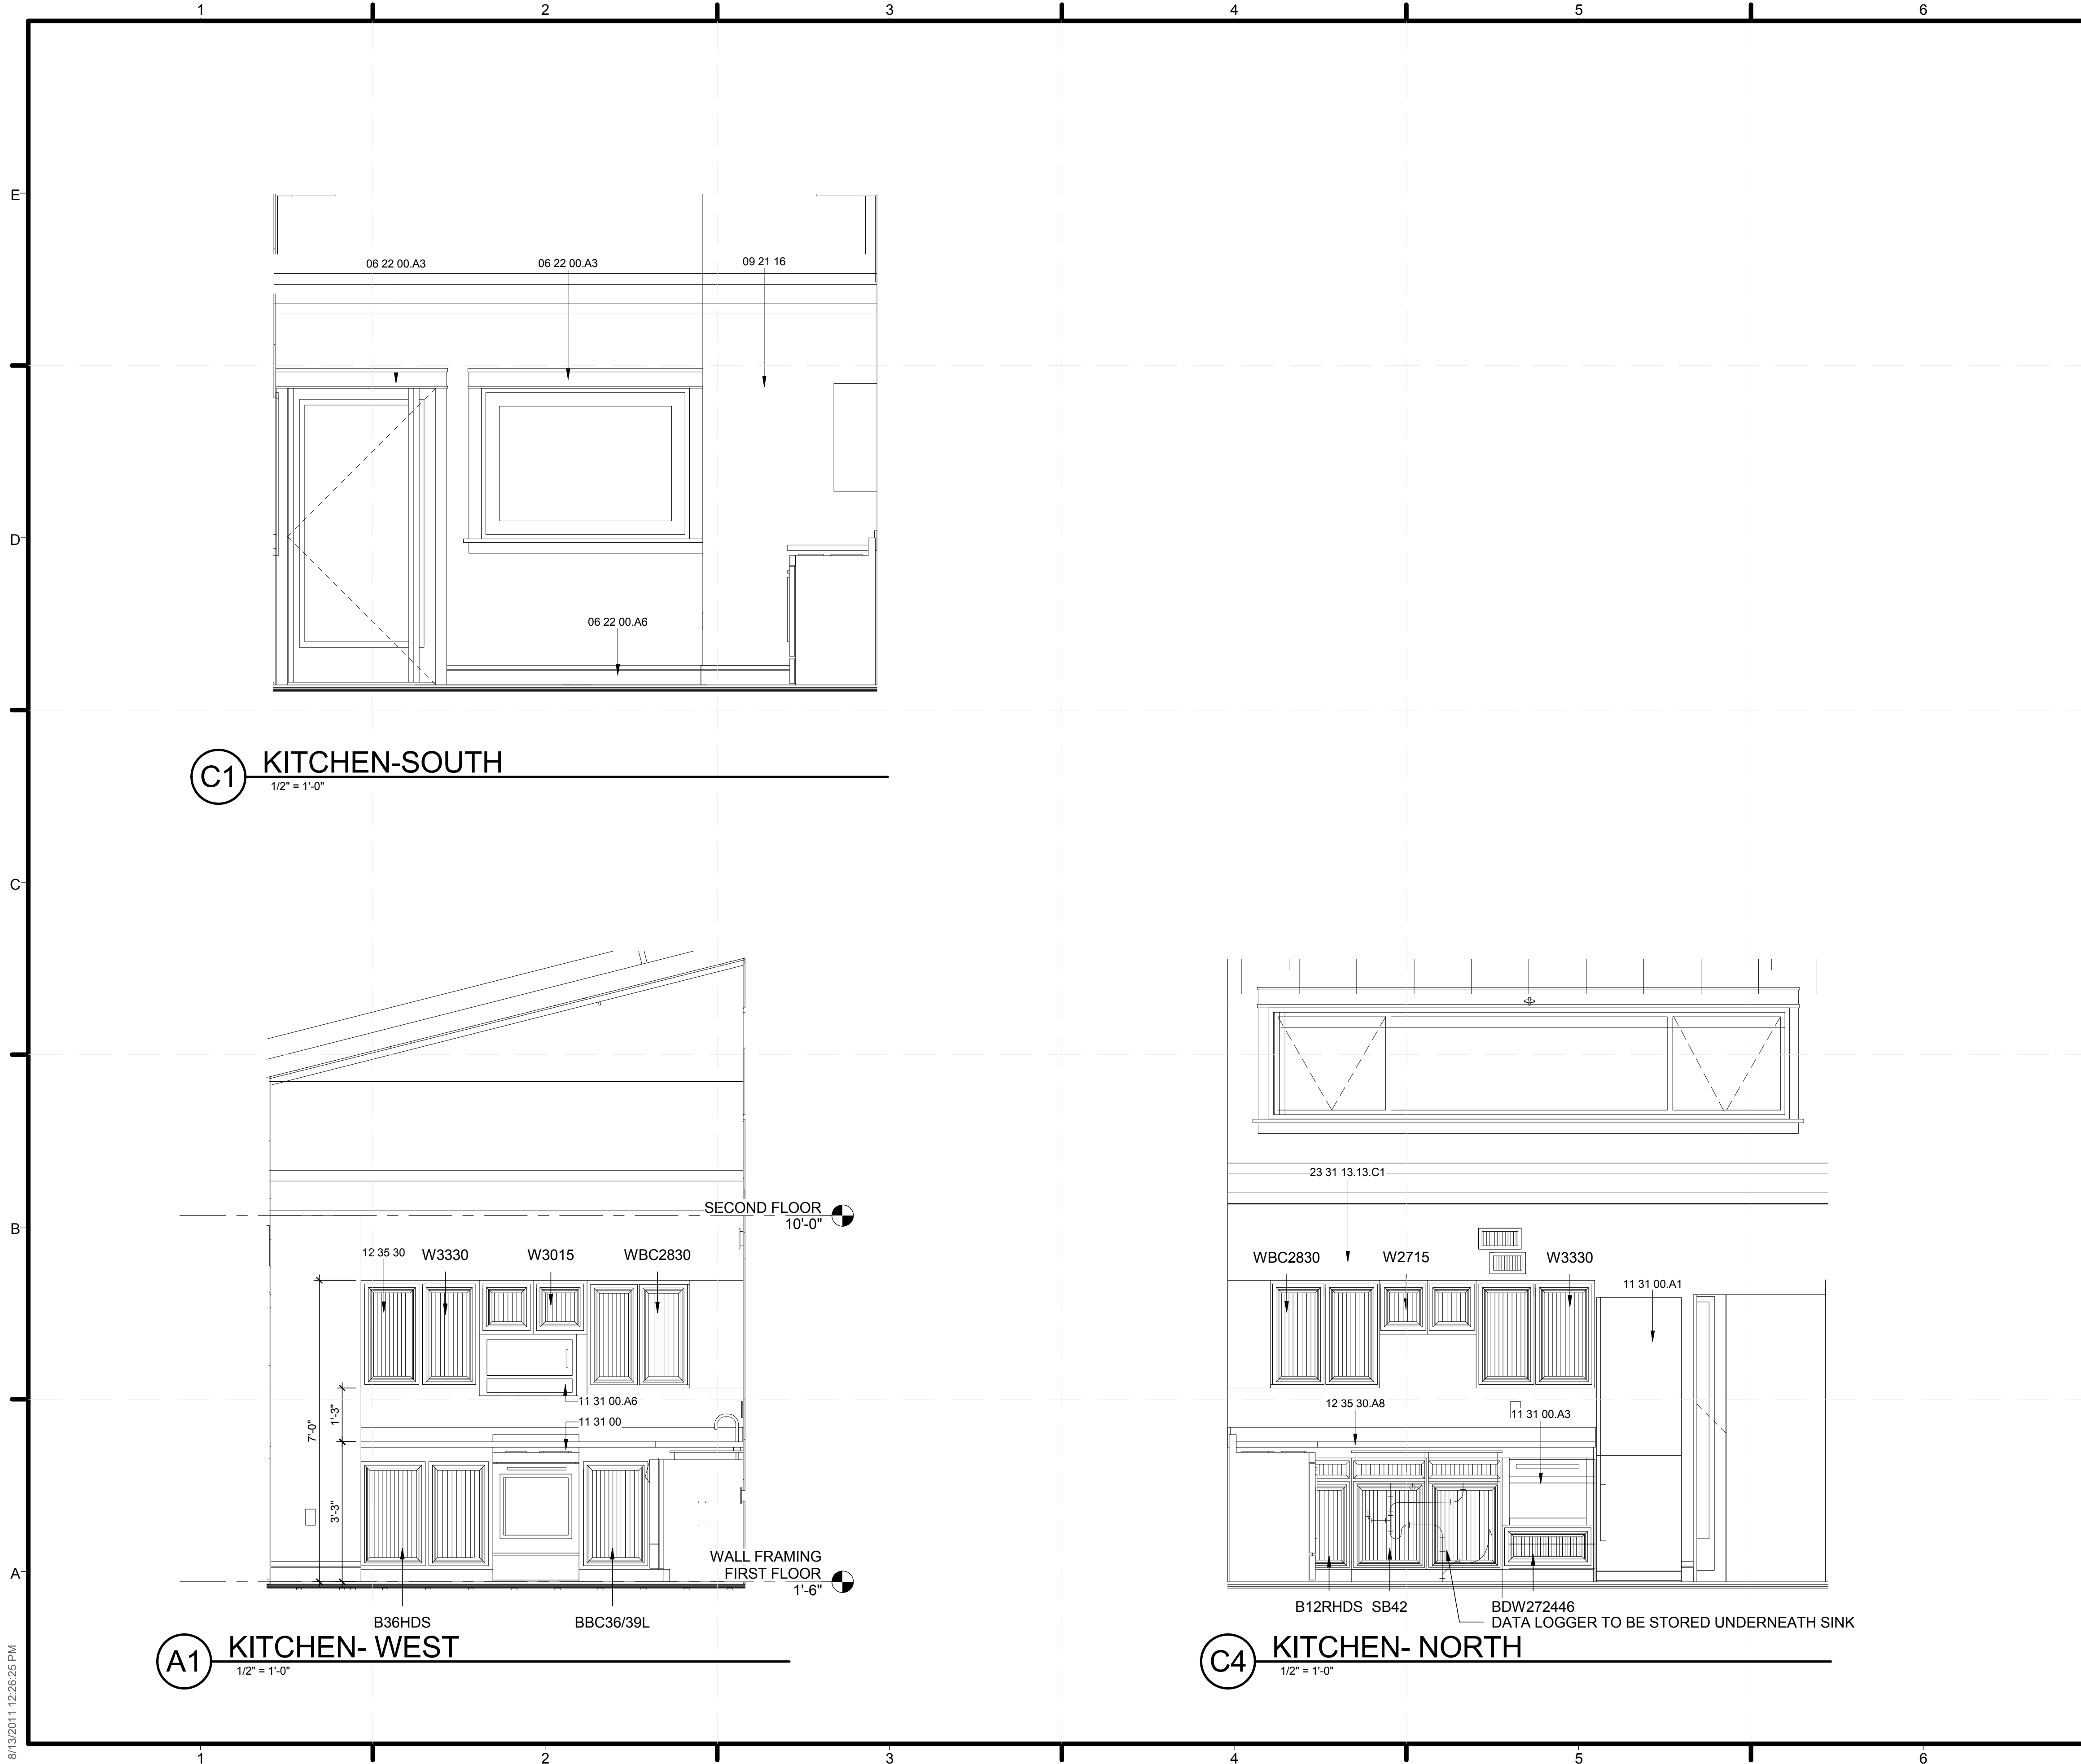 1 2 3 4 5 6
E
06 22 00.A3
06 22 00.A3
09 21 16
D
06 22 00.A6
C1
KITCHEN-SOUTH
1/2" = 1'-0"
C
SECOND FLOOR
10'-0"
B
12 35 30
W3330
W3015
WBC2830
11 31 00.A6
11 31 00
7'-0"
1'-3"
3'-3"
WALL FRAMING
FIRST FLOOR
1'-6"
A
B36HDS
BBC36/39L
A1
KITCHEN- WEST
1/2" = 1'-0"
23 31 13.13.C1
WBC2830
W2715
W3330
11 31 00.A1
12 35 30.A8
11 31 00.A3
B12RHDS
SB42
BDW272446
DATA LOGGER TO BE STORED UNDERNEATH SINK
C4
KITCHEN- NORTH
1/2" = 1'-0"
8/13/2011 12:26:25 PM
1 2 3 4 5 6